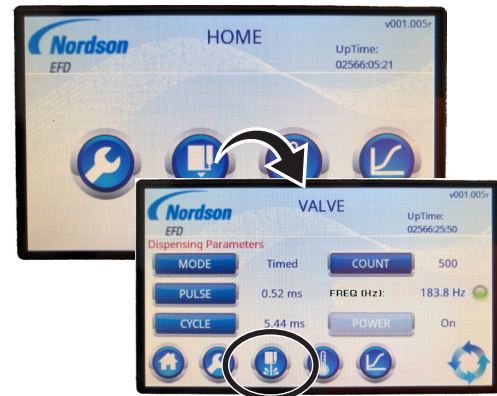 Nordson
EFD
HOME
v001.005r
UpTime:
02566:05:21
Nordson
EFD
VALVE
v001.005r
UpTime:
02566:25:50
Dispensing Parameters
MODE Timed COUNT 500
PULSE 0.52 ms FREQ (Hz): 183.8 Hz
CYCLE 5.44 ms POWER On